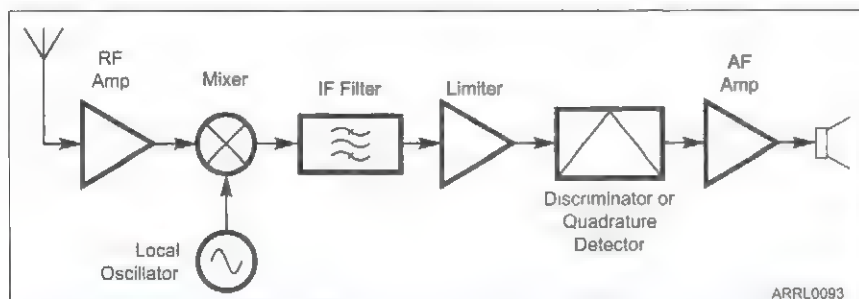 RF
Amp
Mixer
IF Filter
Limiter
AF
Amp
Discriminator or
Quadrature
Detector
Local
Oscillator
ARRL0093